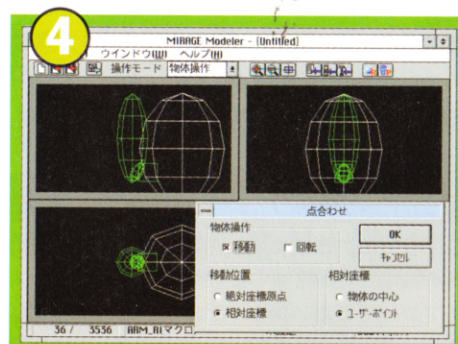 4
MIRAGE Modeler - [Untitled]
ウインドウ(W) ヘルプ(H)
操作モード 物体操作
点合わせ
物体操作
移動 回転
OK
キャンセル
移動位置
絶対座標原点
相対座標
相対座標
物体の中心
ユーザーポイント
36 / 3536 ARM_R(マクロ)